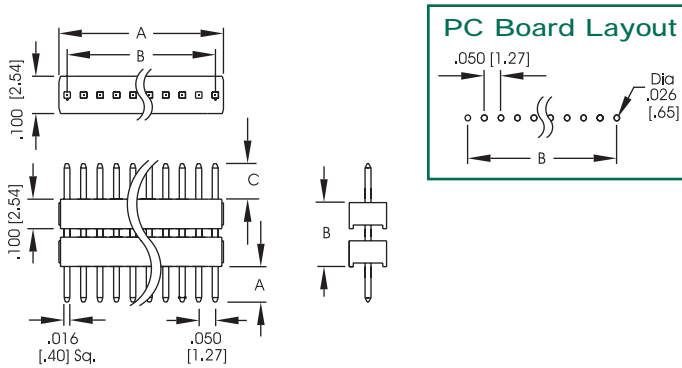 A
B
.100 [2.54]
.100 [2.54]
C
A
.016
[.40] Sq.
.050
[1.27]
B
PC Board Layout
.050 [1.27]
Dia
.026
[.65]
B